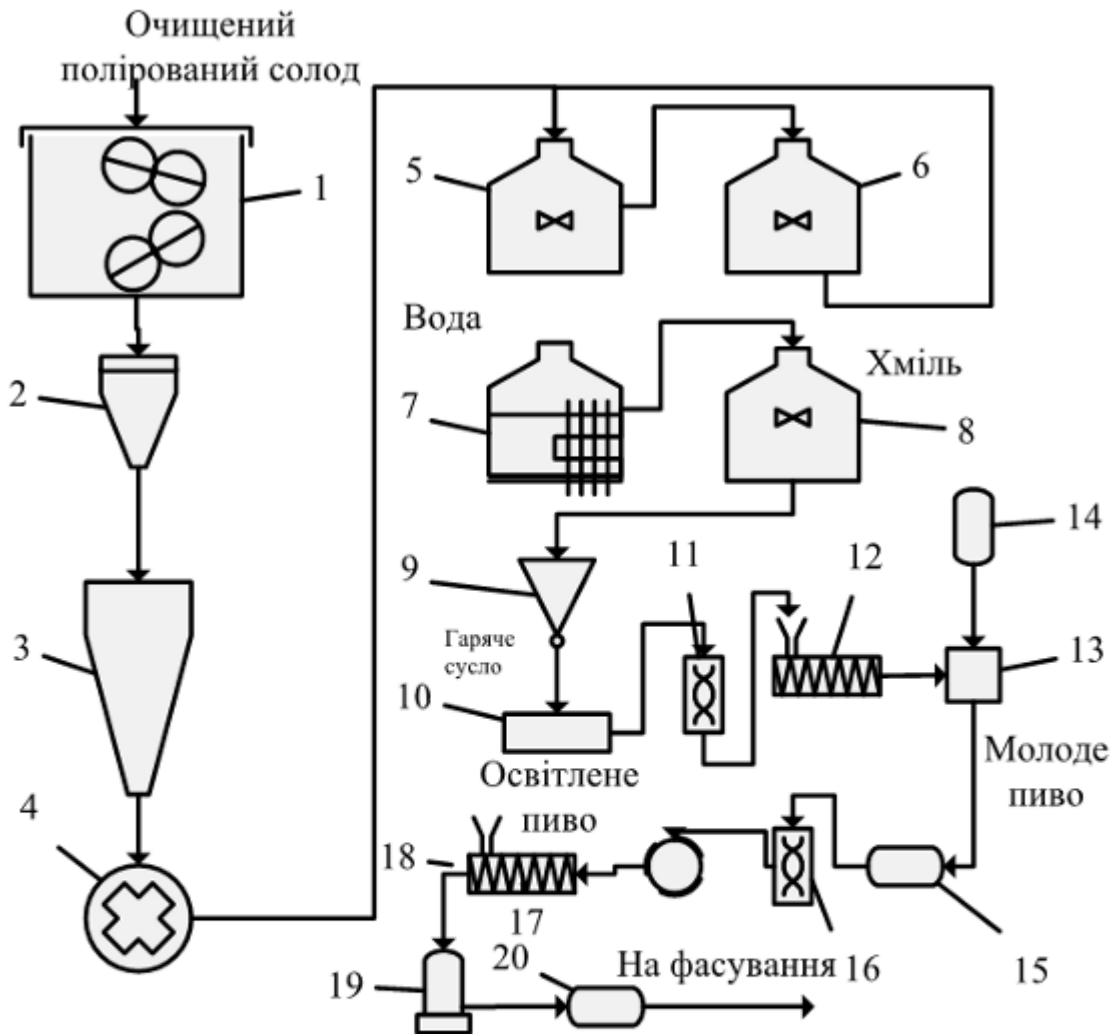 Очищений
полірований солод
1
2
3
4
5
6
Вода
7
Хміль
8
9
Гаряче
сусло
10
11
12
14
13
Освітлене
пиво
Молоде
пиво
18
17
16
15
19
20
На фасування